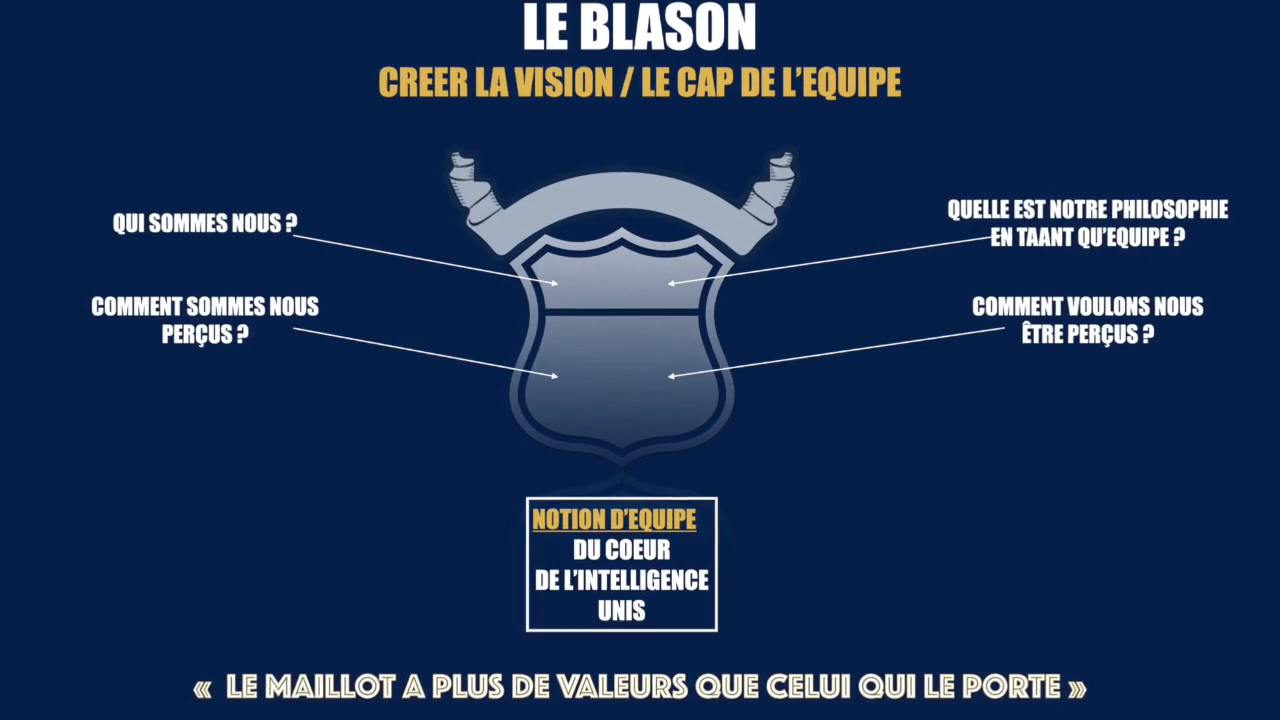 LE BLASON
CREER LA VISION / LE CAP DE L'EQUIPE
QUI SOMMES NOUS ?
QUELLE EST NOTRE PHILOSOPHIE
EN TAANT QU'EQUIPE ?
COMMENT SOMMES NOUS
PERÇUS ?
COMMENT VOULONS NOUS
ÊTRE PERÇUS ?
NOTION D'EQUIPE
DU COEUR
DE L'INTELLIGENCE
UNIS
« LE MAILLOT A PLUS DE VALEURS QUE CELUI QUI LE PORTE »